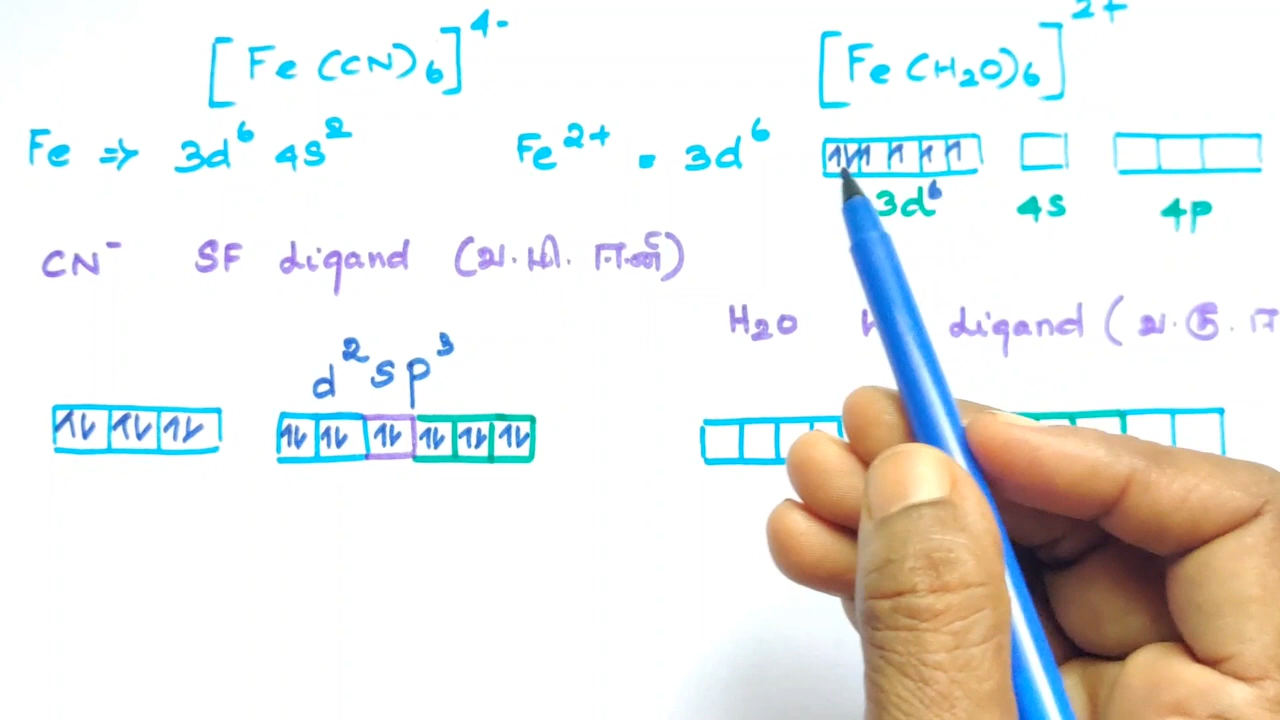 [Fe(CN)₆]⁴⁻
[Fe(H₂O)₆]²⁺
Fe ⇒ 3d⁶ 4s²
Fe²⁺ = 3d⁶
3d⁶ 4s 4p
CN⁻ SF ligand
H₂O ligand
d²sp³